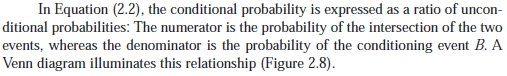 In Equation (2.2), the conditional probability is expressed as a ratio of uncon-
ditional probabilities: The numerator is the probability of the intersection of the two
events, whereas the denominator is the probability of the conditioning event B. A
Venn diagram illuminates this relationship (Figure 2.8).